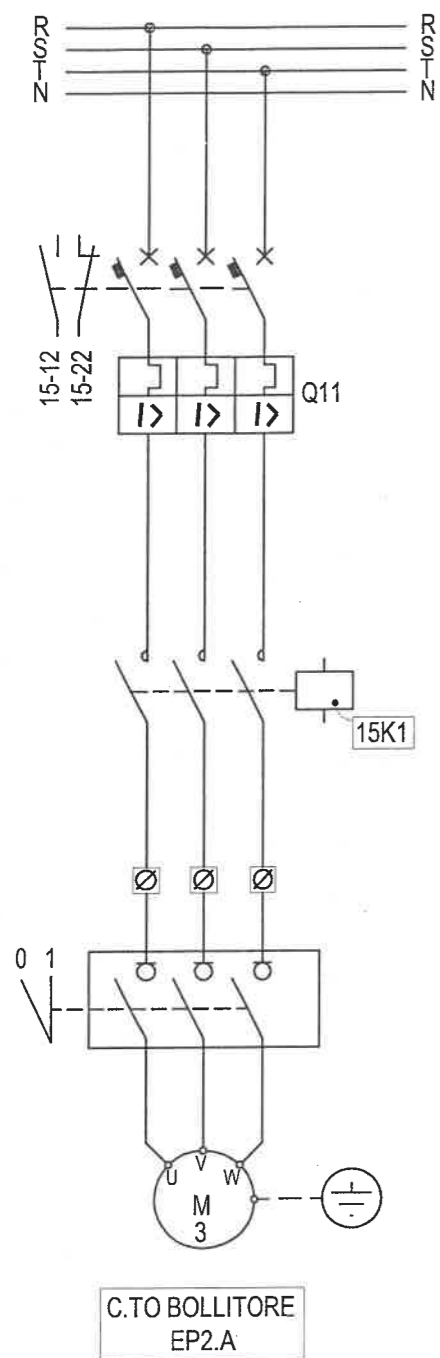 R R
S S
T T
N N
15-12
15-22
I> I> I>
Q11
15K1
0 1
U V W
M
3
C.TO BOLLITORE
EP2.A